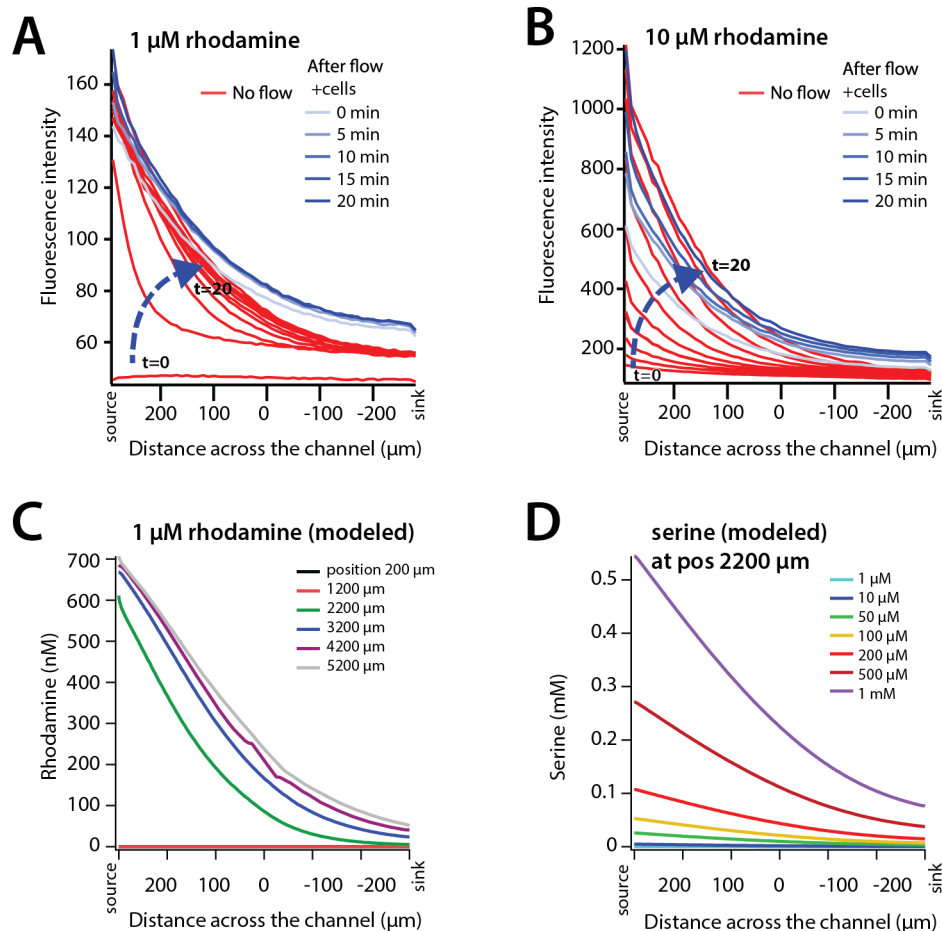 A
1 µM rhodamine
Fluorescence intensity
160
140
120
100
80
60
No flow
After flow
+cells
0 min
5 min
10 min
15 min
20 min
t=20
t=0
source
200
100
0
-100
-200
sink
Distance across the channel (µm)
B
10 µM rhodamine
Fluorescence intensity
1200
1000
800
600
400
200
No flow
After flow
+cells
0 min
5 min
10 min
15 min
20 min
t=20
t=0
source
200
100
0
-100
-200
sink
Distance across the channel (µm)
C
1 µM rhodamine (modeled)
Rhodamine (nM)
700
600
500
400
300
200
100
0
position 200 µm
1200 µm
2200 µm
3200 µm
4200 µm
5200 µm
source
200
100
0
-100
-200
sink
Distance across the channel (µm)
D
serine (modeled)
at pos 2200 µm
Serine (mM)
0.5
0.4
0.3
0.2
0.1
0
1 µM
10 µM
50 µM
100 µM
200 µM
500 µM
1 mM
source
200
100
0
-100
-200
sink
Distance across the channel (µm)